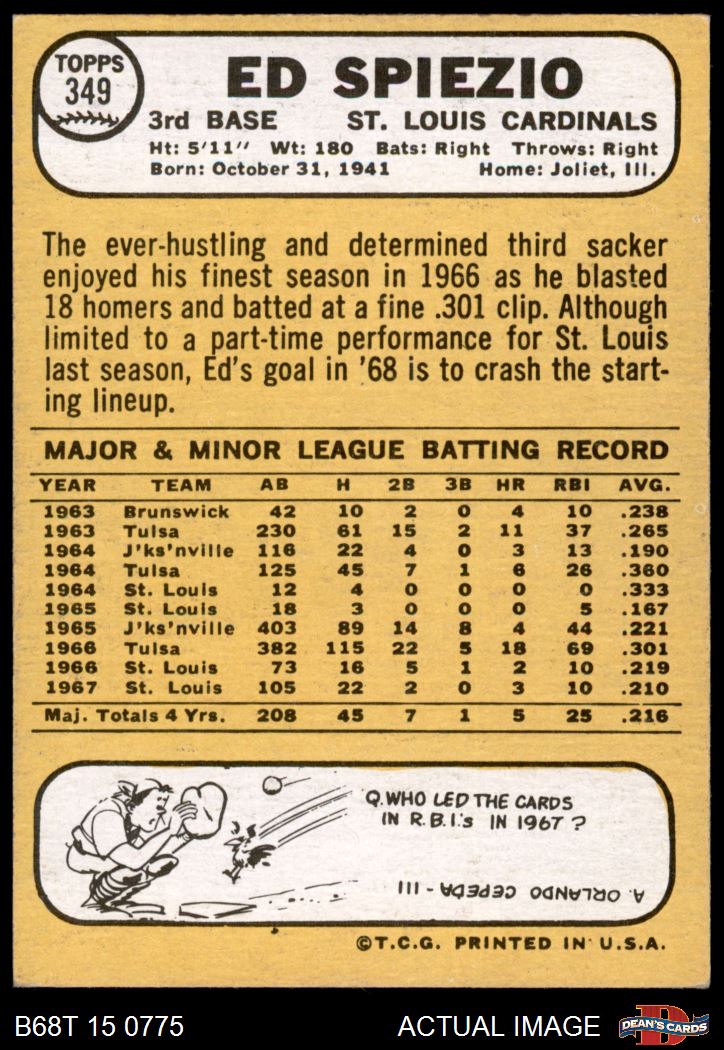 TOPPS
349
ED SPIEZIO
3rd BASE ST. LOUIS CARDINALS
Ht: 5'11" Wt: 180 Bats: Right Throws: Right
Born: October 31, 1941 Home: Joliet, Ill.
The ever-hustling and determined third sacker
enjoyed his finest season in 1966 as he blasted
18 homers and batted at a fine .301 clip. Although
limited to a part-time performance for St. Louis
last season, Ed's goal in '68 is to crash the start-
ing lineup.
MAJOR & MINOR LEAGUE BATTING RECORD
YEAR TEAM AB H 2B 3B HR RBI AVG.
1963 Brunswick 42 10 2 0 4 10 .238
1963 Tulsa 230 61 15 2 11 37 .265
1964 J'ks'nville 116 22 4 0 3 13 .190
1964 Tulsa 125 45 7 1 6 26 .360
1964 St. Louis 12 4 0 0 0 0 .333
1965 St. Louis 18 3 0 0 0 5 .167
1965 J'ks'nville 403 89 14 8 4 44 .221
1966 Tulsa 382 115 22 5 18 69 .301
1966 St. Louis 73 16 5 1 2 10 .219
1967 St. Louis 105 22 2 0 3 10 .210
Maj. Totals 4 Yrs. 208 45 7 1 5 25 .216
Q. WHO LED THE CARDS
IN R.B.I.'s IN 1967?
A. ORLANDO CEPEDA - 111
©T.C.G. PRINTED IN U.S.A.
B68T 15 0775 ACTUAL IMAGE
D
DEAN'S CARDS